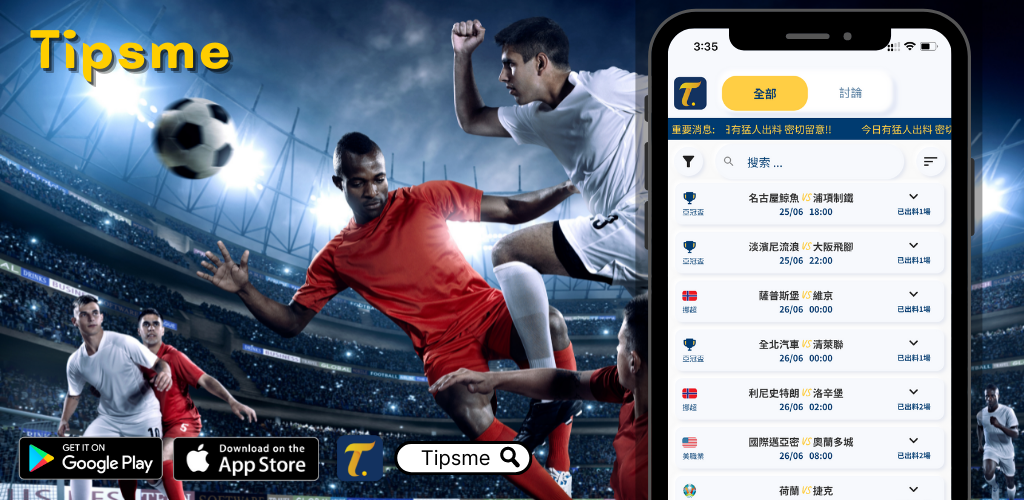 Tipsme
3:35
T.
全部
討論
重要消息:
日有猛人出料 密切留意!!
今日有猛人出料 密切
搜索 ...
名古屋鯨魚 VS 浦項制鐵
亞冠盃
25/06 18:00
已出料1場
淡濱尼流浪 VS 大阪飛腳
亞冠盃
25/06 22:00
已出料1場
薩普斯堡 VS 維京
挪超
26/06 00:00
已出料1場
全北汽車 VS 清萊聯
亞冠盃
26/06 00:00
已出料1場
利尼史特朗 VS 洛辛堡
挪超
26/06 02:00
已出料2場
國際邁亞密 VS 奧蘭多城
美職業
26/06 08:00
已出料2場
荷蘭 VS 捷克
GET IT ON
Google Play
Download on the
App Store
T.
Tipsme